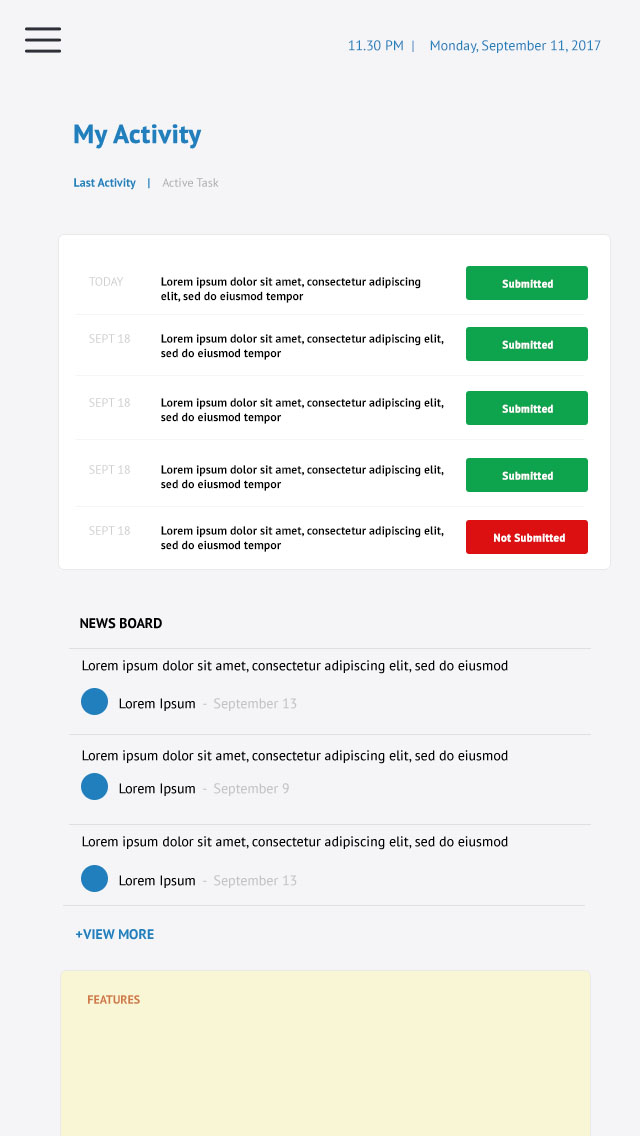 11.30 PM | Monday, September 11, 2017
My Activity
Last Activity | Active Task
TODAY
Lorem ipsum dolor sit amet, consectetur adipiscing
elit, sed do eiusmod tempor
Submitted
SEPT 18
Lorem ipsum dolor sit amet, consectetur adipiscing elit,
sed do eiusmod tempor
Submitted
SEPT 18
Lorem ipsum dolor sit amet, consectetur adipiscing elit,
sed do eiusmod tempor
Submitted
SEPT 18
Lorem ipsum dolor sit amet, consectetur adipiscing elit,
sed do eiusmod tempor
Submitted
SEPT 18
Lorem ipsum dolor sit amet, consectetur adipiscing elit,
sed do eiusmod tempor
Not Submitted
NEWS BOARD
Lorem ipsum dolor sit amet, consectetur adipiscing elit, sed do eiusmod
Lorem Ipsum - September 13
Lorem ipsum dolor sit amet, consectetur adipiscing elit, sed do eiusmod
Lorem Ipsum - September 9
Lorem ipsum dolor sit amet, consectetur adipiscing elit, sed do eiusmod
Lorem Ipsum - September 13
+VIEW MORE
FEATURES